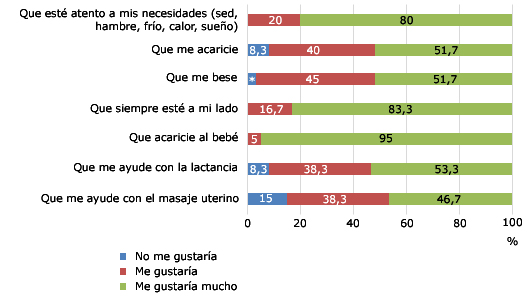 Que esté atento a mis necesidades (sed,
hambre, frío, calor, sueño)
20 80
Que me acaricie 8,3 40 51,7
Que me bese * 45 51,7
Que siempre esté a mi lado 16,7 83,3
Que acaricie al bebé 5 95
Que me ayude con la lactancia 8,3 38,3 53,3
Que me ayude con el masaje uterino 15 38,3 46,7
0 20 40 60 80 100
%
No me gustaría
Me gustaría
Me gustaría mucho